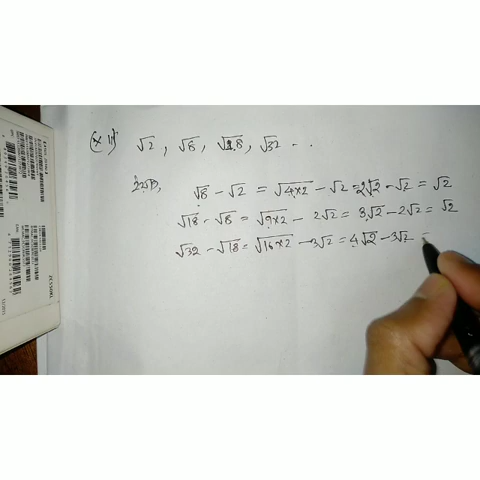 (xii) √2, √8, √18, √32 ...
√8 - √2 = √4×2 - √2 = 2√2 - √2 = √2
√18 - √8 = √9×2 - 2√2 = 3√2 - 2√2 = √2
√32 - √18 = √16×2 - 3√2 = 4√2 - 3√2 =